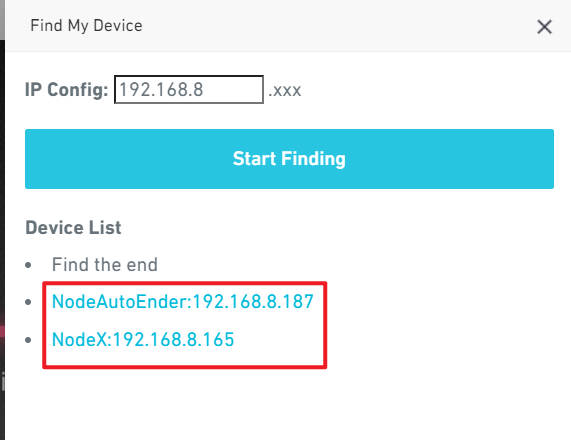 Find My Device
IP Config: 192.168.8 .xxx
Start Finding
Device List
Find the end
NodeAutoEnder:192.168.8.187
NodeX:192.168.8.165